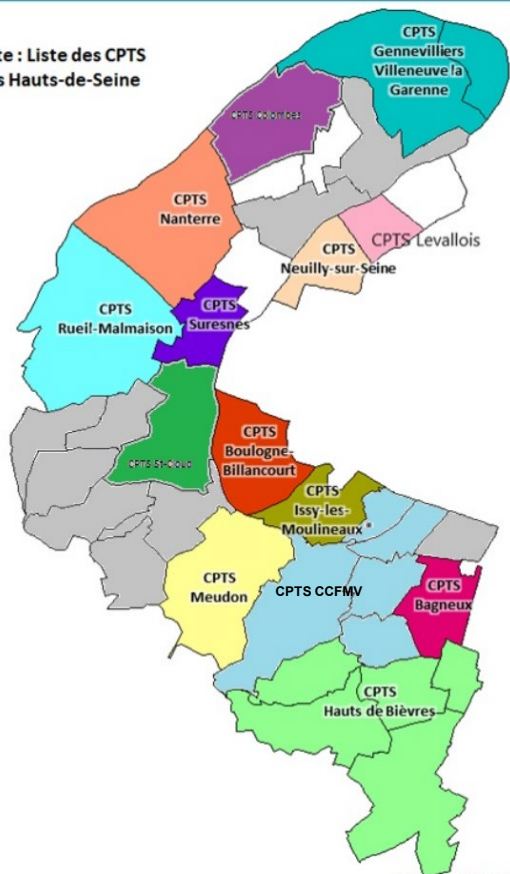 te : Liste des CPTS
s Hauts-de-Seine
CPTS
Gennevilliers
Villeneuve la
Garenne
CPTS Colombes
CPTS
Nanterre
CPTS Levallois
CPTS
Neuilly-sur-Seine
CPTS
Suresnes
CPTS
Rueil-Malmaison
CPTS
Boulogne-
Billancourt
CPTS St-Cloud
CPTS
Issy-les-
Moulineaux *
CPTS
Meudon
CPTS CCFMV
CPTS
Bagneux
CPTS
Hauts de Bièvres